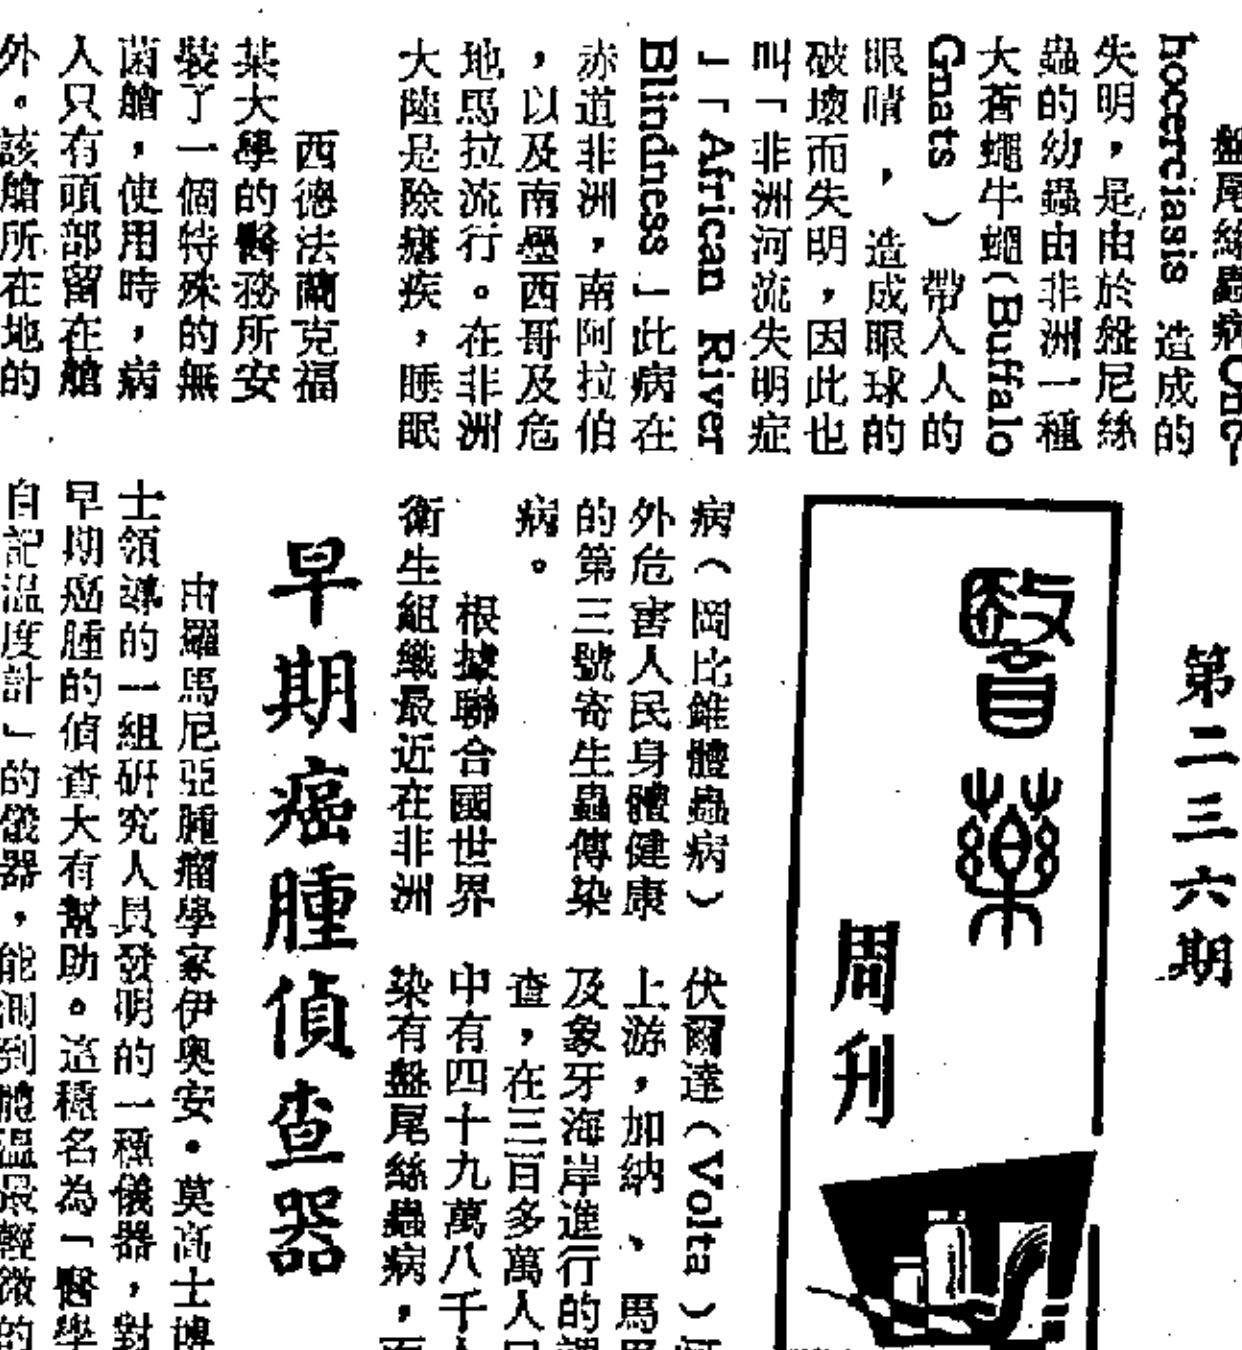 第二三六期
醫藥
周刊
盤尾絲蟲病(Onc-
hocerciasis 造成的
失明,是由於盤尼絲
蟲的幼蟲由非洲一種
大蒼蠅牛蠅(Buffalo
Gnats )帶入人的
眼睛,造成眼球的
破壞而失明,因此也
叫「非洲河流失明症
」「African River
Blindness」此病在
赤道非洲,南阿拉伯
,以及南墨西哥及危
地馬拉流行。在非洲
大陸是除瘧疾,睡眠
病(岡比錐體蟲病)
外危害人民身體健康
的第三號寄生蟲傳染
病。
根據聯合國世界
衛生組織最近在非洲
伏爾達(Volta)
上游,加納、馬
及象牙海岸進行的調
查,在三百多萬人
中有四十九萬八千
染有盤尾絲蟲病,
西德法蘭克福
某大學的醫務所安
裝了一個特殊的無
菌艙,使用時,病
人只有頭部留在艙
外。該艙所在地的
早期癌腫偵查器
由羅馬尼亞腫瘤學家伊奧安·莫高士博
士領導的一組研究人員發明的一種儀器,對
早期癌腫的偵查大有幫助。這種名為「醫學
自記溫度計」的儀器,能測到體溫最輕微的